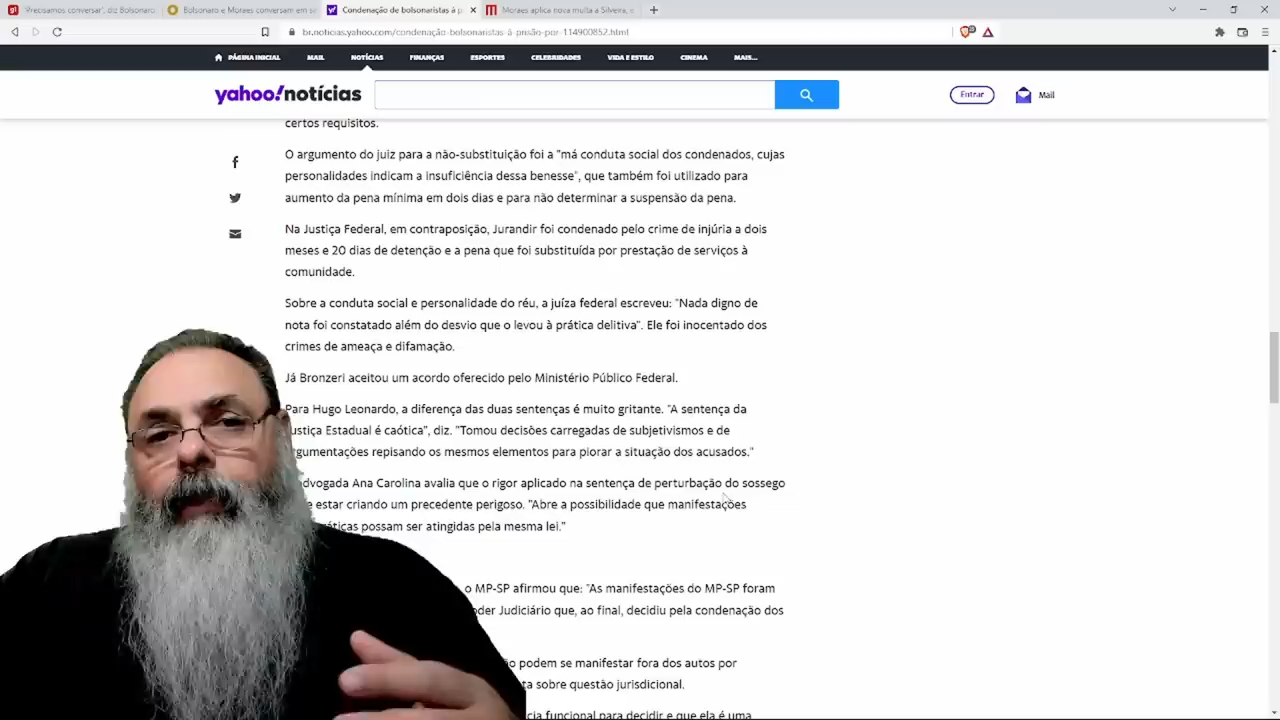 'Precisamos conversar', diz Bolsonaro
Bolsonaro e Moraes conversam em sa
Condenação de bolsonaristas à p
Moraes aplica nova multa a Silveira,
br.noticias.yahoo.com/condenação-bolsonaristas-à-prisão-por-114900852.html
PÁGINA INICIAL MAIL NOTÍCIAS FINANÇAS ESPORTES CELEBRIDADES VIDA E ESTILO CINEMA MAIS...
yahoo!notícias
Entrar
Mail
certos requisitos.
O argumento do juiz para a não-substituição foi a "má conduta social dos condenados, cujas
personalidades indicam a insuficiência dessa benesse", que também foi utilizado para
aumento da pena mínima em dois dias e para não determinar a suspensão da pena.
Na Justiça Federal, em contraposição, Jurandir foi condenado pelo crime de injúria a dois
meses e 20 dias de detenção e a pena que foi substituída por prestação de serviços à
comunidade.
Sobre a conduta social e personalidade do réu, a juíza federal escreveu: "Nada digno de
nota foi constatado além do desvio que o levou à prática delitiva". Ele foi inocentado dos
crimes de ameaça e difamação.
Já Bronzeri aceitou um acordo oferecido pelo Ministério Público Federal.
Para Hugo Leonardo, a diferença das duas sentenças é muito gritante. "A sentença da
ustiça Estadual é caótica", diz. "Tomou decisões carregadas de subjetivismos e de
rgumentações repisando os mesmos elementos para piorar a situação dos acusados."
advogada Ana Carolina avalia que o rigor aplicado na sentença de perturbação do sossego
e estar criando um precedente perigoso. "Abre a possibilidade que manifestações
ráticas possam ser atingidas pela mesma lei."
o MP-SP afirmou que: "As manifestações do MP-SP foram
der Judiciário que, ao final, decidiu pela condenação dos
o podem se manifestar fora dos autos por
ta sobre questão jurisdicional.
cia funcional para decidir e que ela é uma